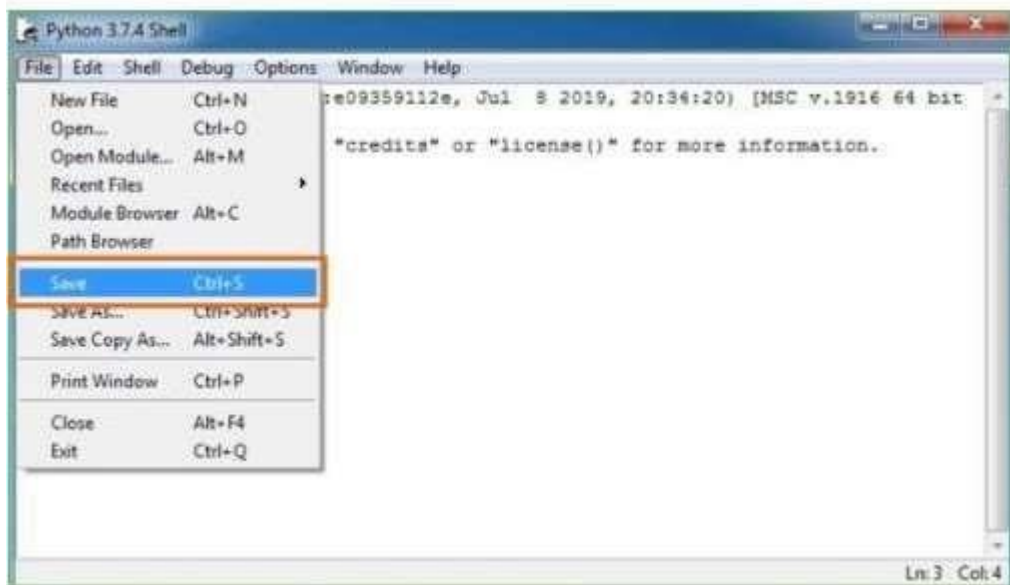 Python 3.7.4 Shell
File Edit Shell Debug Options Window Help
New File Ctrl+N
:e09359112e, Jul 8 2019, 20:34:20) [MSC v.1916 64 bit
Open... Ctrl+O
Open Module... Alt+M
"credits" or "license()" for more information.
Recent Files
Module Browser Alt+C
Path Browser
Save Ctrl+S
Save As... Ctrl+Shift+S
Save Copy As... Alt+Shift+S
Print Window Ctrl+P
Close Alt+F4
Exit Ctrl+Q
Ln: 3 Col: 4